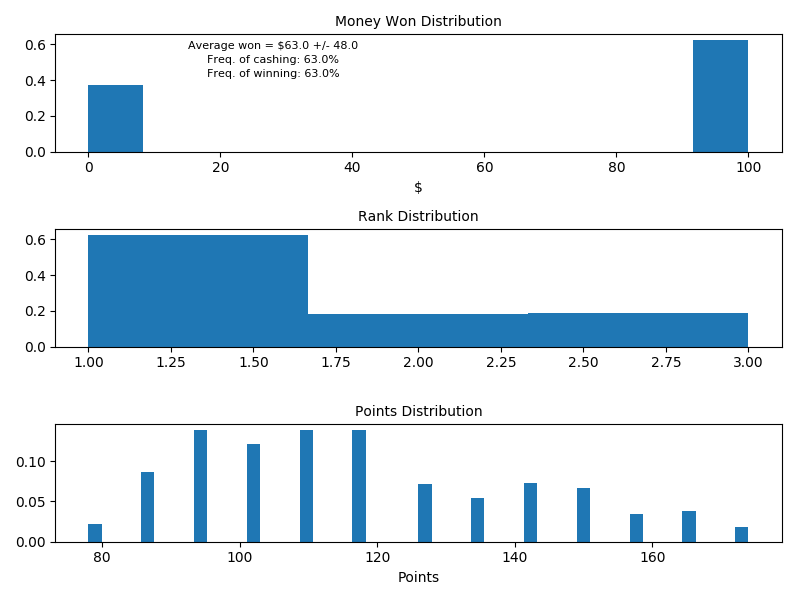 Money Won Distribution
0.6
0.4
0.2
0.0
Average won = $63.0 +/- 48.0
Freq. of cashing: 63.0%
Freq. of winning: 63.0%
0 20 40 60 80 100
$
Rank Distribution
0.6
0.4
0.2
0.0
1.00 1.25 1.50 1.75 2.00 2.25 2.50 2.75 3.00
Points Distribution
0.10
0.05
0.00
80 100 120 140 160
Points